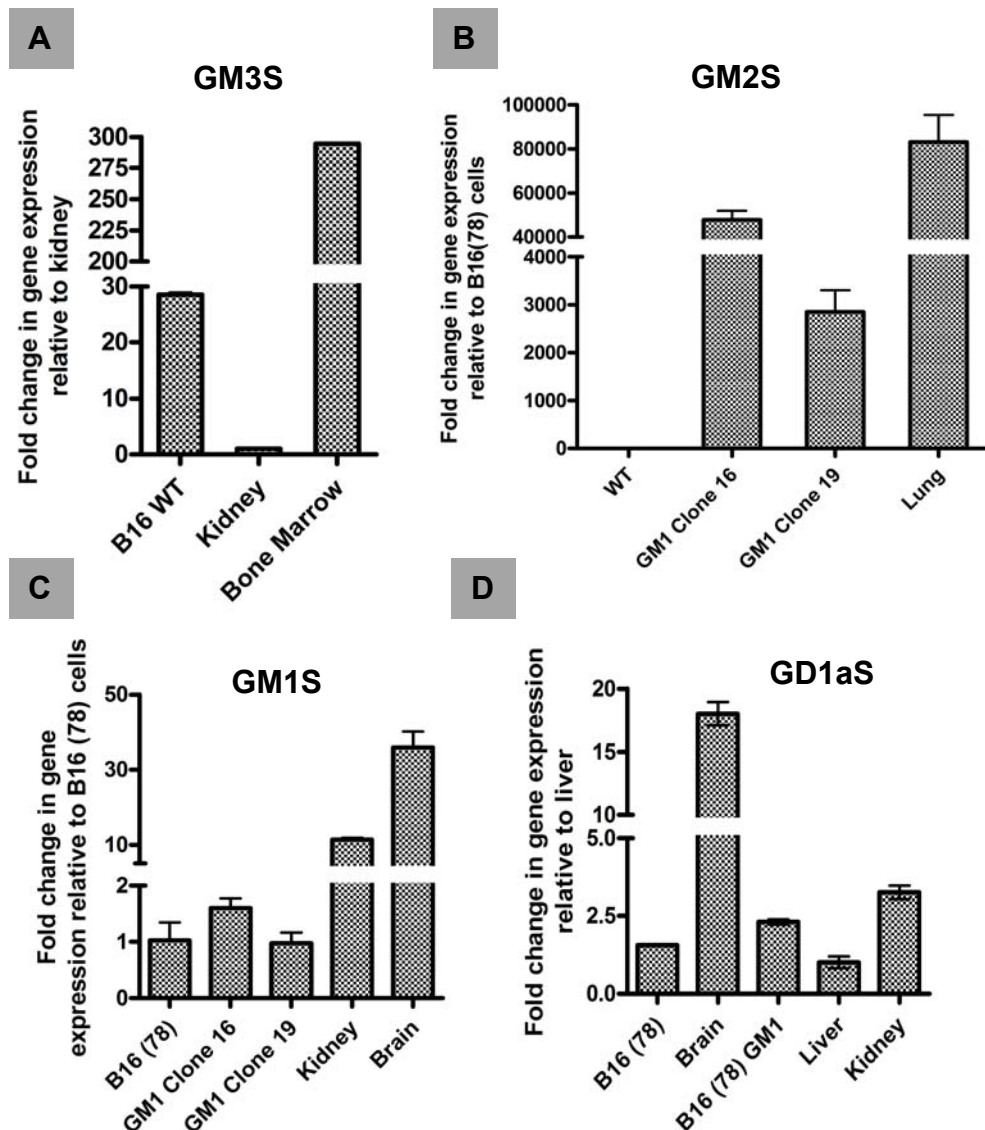 A
GM3S
Fold change in gene expression
relative to kidney
300
275
250
225
200
30
20
10
0
B16 WT
Kidney
Bone Marrow
B
GM2S
Fold change in gene expression
relative to B16(78) cells
100000
80000
60000
40000
4000
3000
2000
1000
0
WT
GM1 Clone 16
GM1 Clone 19
Lung
C
GM1S
Fold change in gene
expression relative to B16 (78) cells
50
30
10
2
1
0
B16 (78)
GM1 Clone 16
GM1 Clone 19
Kidney
Brain
D
GD1aS
Fold change in gene expression
relative to liver
20
15
10
5.0
2.5
0.0
B16 (78)
Brain
B16 (78) GM1
Liver
Kidney